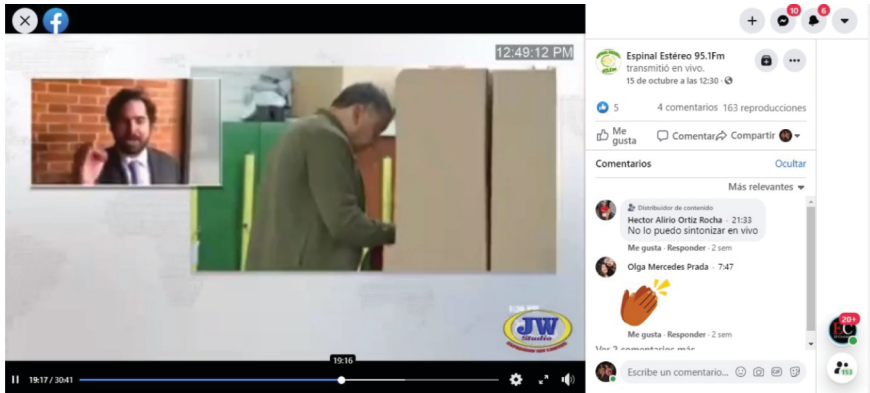 12:49:12 PM
JW
Studio
19:16
19:17 / 30:41
10
6
Espinal Estéreo 95.1Fm
transmitió en vivo.
15 de octubre a las 12:30
5
4 comentarios 163 reproducciones
Me gusta
Comentar
Compartir
Comentarios
Ocultar
Más relevantes
Distribuidor de contenido
Hector Alirio Ortiz Rocha · 21:33
No lo puedo sintonizar en vivo
Me gusta · Responder · 2 sem
Olga Mercedes Prada · 7:47
Me gusta · Responder · 2 sem
Ver 2 comentarios más
Escribe un comentario...
GIF
20+
EC
153